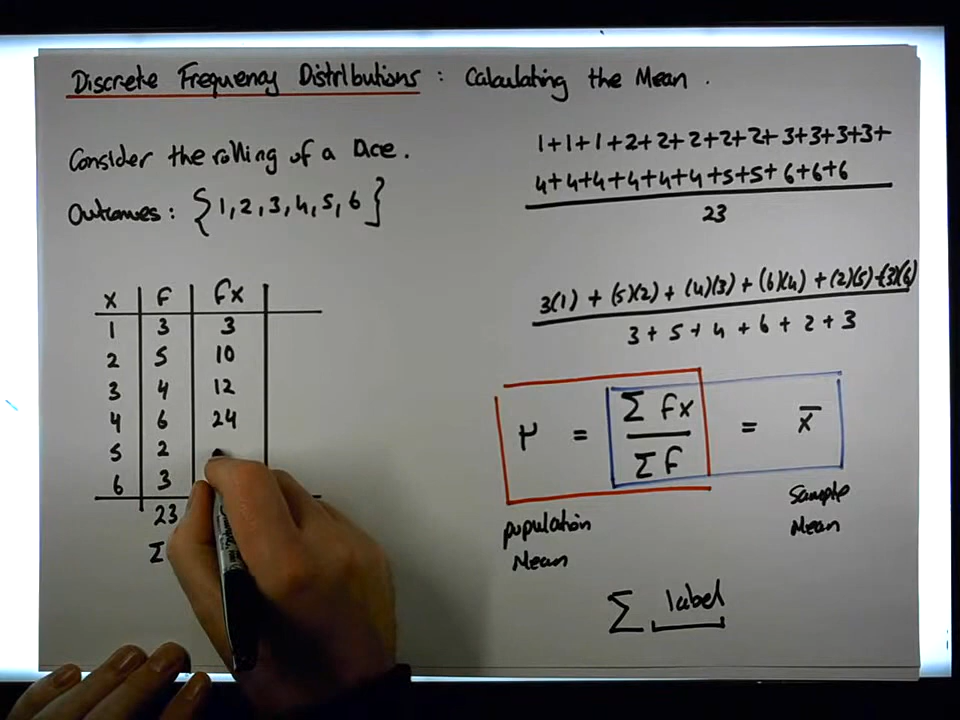 Discrete Frequency Distributions : Calculating the Mean .
Consider the rolling of a Dice.
Outcomes : {1, 2, 3, 4, 5, 6}
x F Fx
1 3 3
2 5 10
3 4 12
4 6 24
5 2
6 3
23
Σ
1+1+1+2+2+2+2+2+3+3+3+3+
4+4+4+4+4+4+5+5+6+6+6
23
3(1) + (5)(2) + (4)(3) + (6)(4) + (2)(5) + (3)(6)
3 + 5 + 4 + 6 + 2 + 3
μ = Σ Fx / Σ F = x̄
population Mean
Sample Mean
Σ label